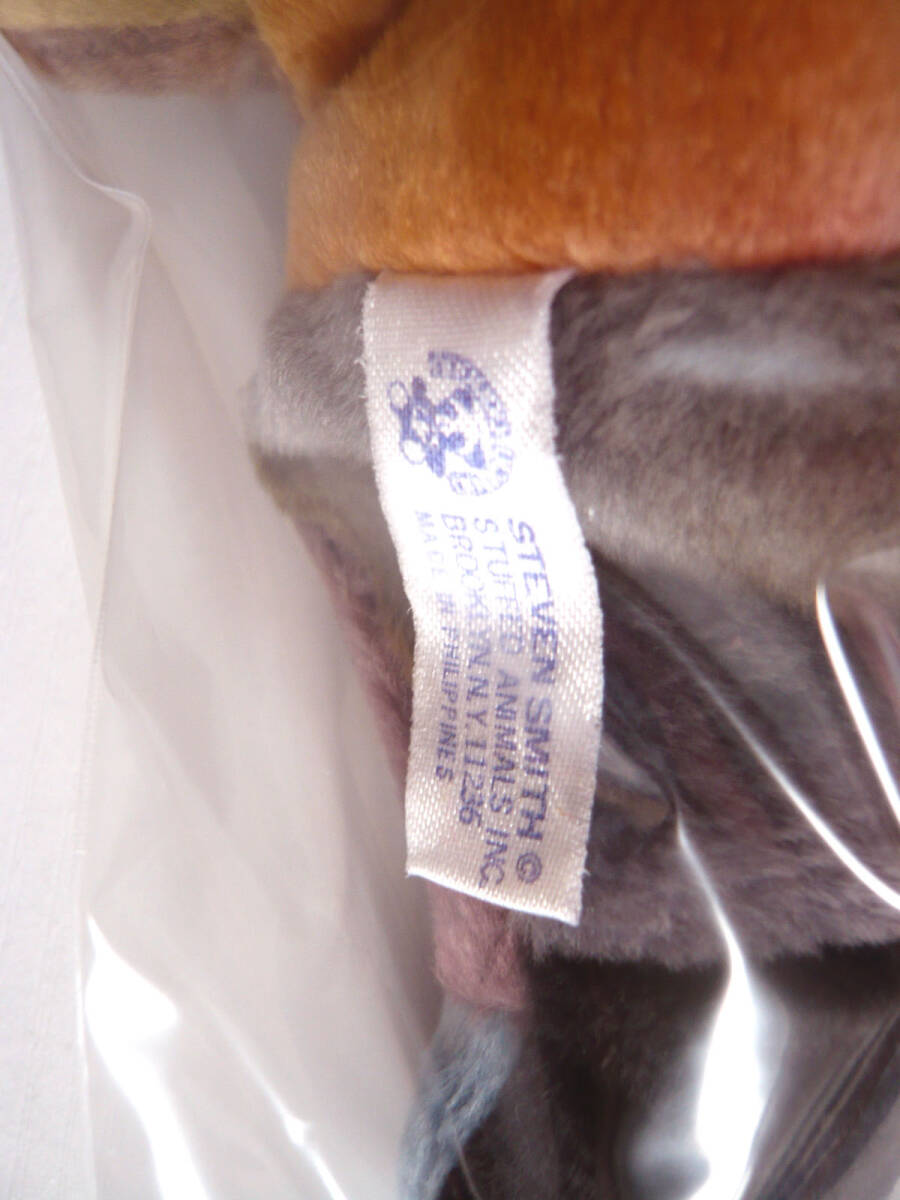 STEVEN SMITH ©
STUFFED ANIMALS, INC.
BROOKLYN N.Y. 11236
MADE IN PHILIPPINES